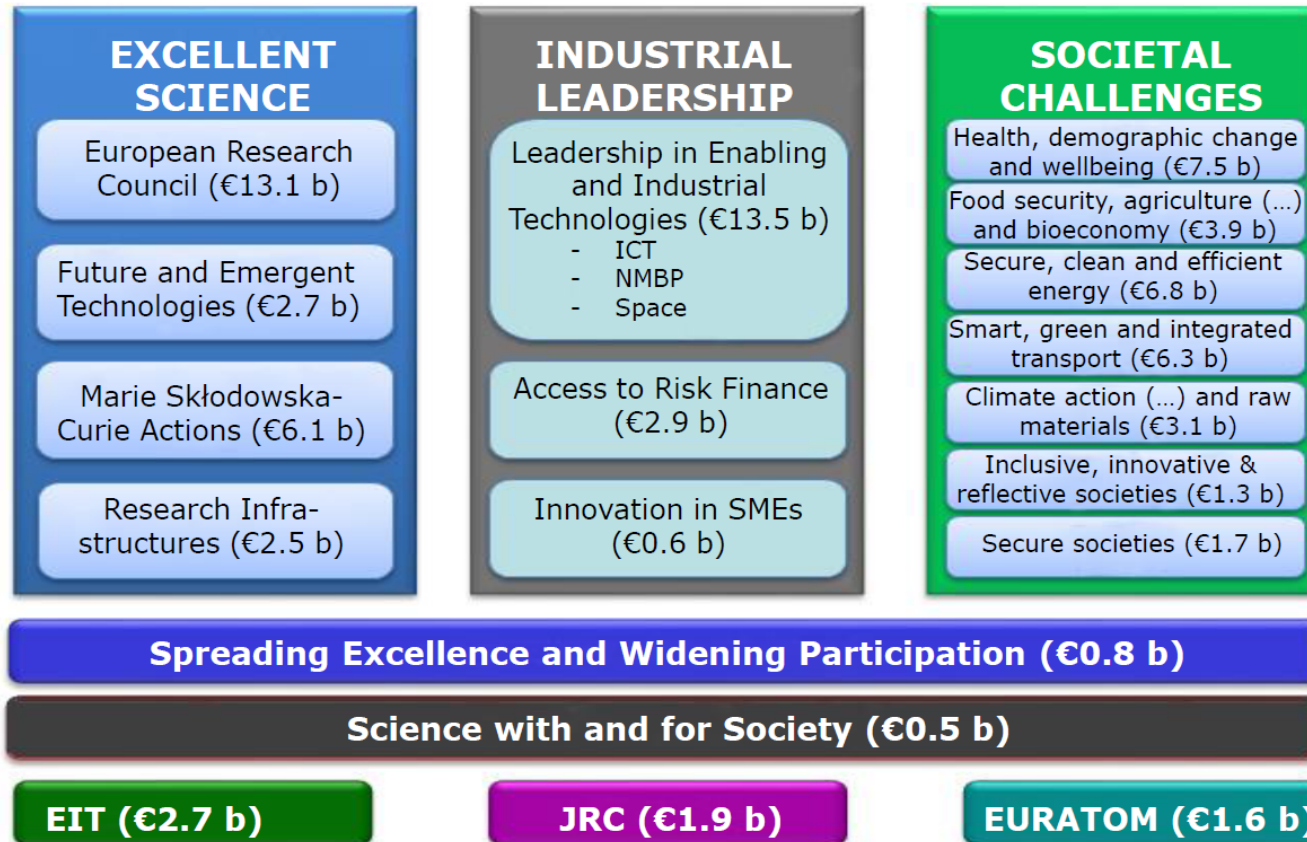 EXCELLENT
SCIENCE
European Research
Council (€13.1 b)
Future and Emergent
Technologies (€2.7 b)
Marie Skłodowska-
Curie Actions (€6.1 b)
Research Infra-
structures (€2.5 b)
INDUSTRIAL
LEADERSHIP
Leadership in Enabling
and Industrial
Technologies (€13.5 b)
- ICT
- NMBP
- Space
Access to Risk Finance
(€2.9 b)
Innovation in SMEs
(€0.6 b)
SOCIETAL
CHALLENGES
Health, demographic change
and wellbeing (€7.5 b)
Food security, agriculture (...)
and bioeconomy (€3.9 b)
Secure, clean and efficient
energy (€6.8 b)
Smart, green and integrated
transport (€6.3 b)
Climate action (...) and raw
materials (€3.1 b)
Inclusive, innovative &
reflective societies (€1.3 b)
Secure societies (€1.7 b)
Spreading Excellence and Widening Participation (€0.8 b)
Science with and for Society (€0.5 b)
EIT (€2.7 b)
JRC (€1.9 b)
EURATOM (€1.6 b)